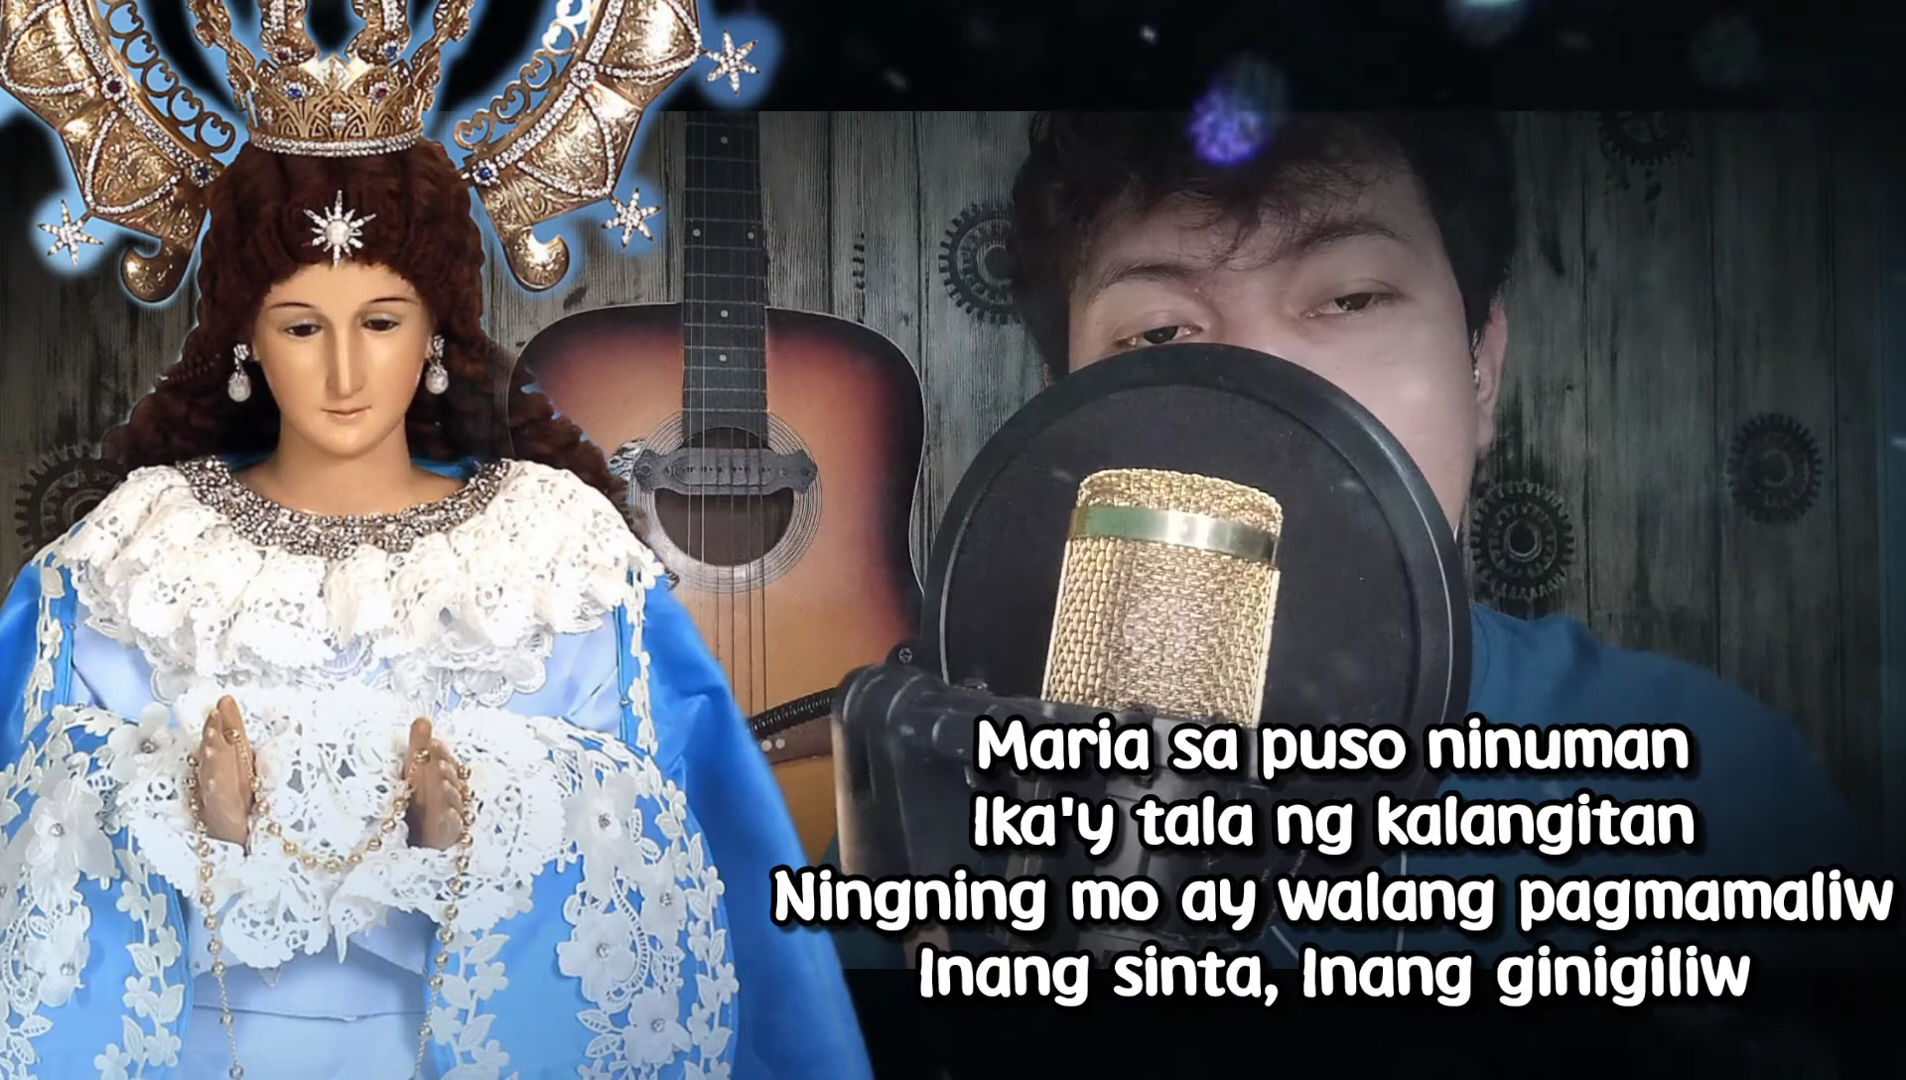 Maria sa puso ninuman
Ika'y tala ng kalangitan
Ningning mo ay walang pagmamaliw
Inang sinta, Inang ginigiliw